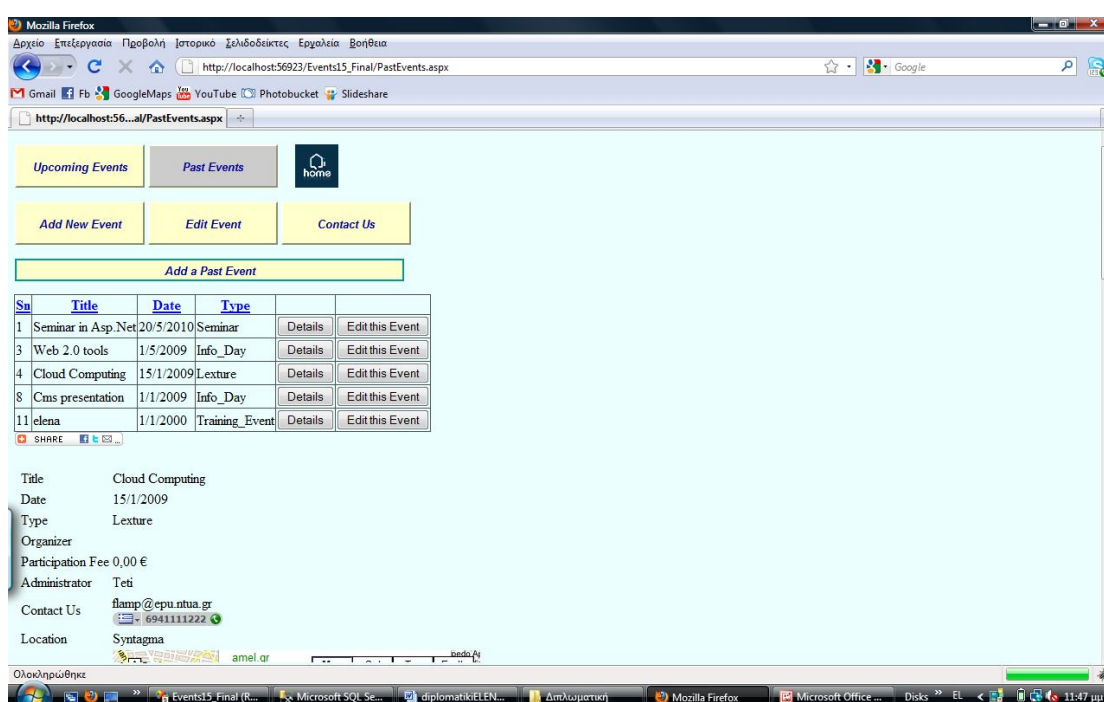 Mozilla Firefox
Αρχείο Επεξεργασία Προβολή Ιστορικό Σελιδοδείκτες Εργαλεία Βοήθεια
http://localhost:56923/Events15_Final/PastEvents.aspx
Google
Gmail Fb GoogleMaps YouTube Photobucket Slideshare
http://localhost:56...al/PastEvents.aspx
Upcoming Events Past Events home
Add New Event Edit Event Contact Us
Add a Past Event
Sn Title Date Type
1 Seminar in Asp.Net 20/5/2010 Seminar Details Edit this Event
3 Web 2.0 tools 1/5/2009 Info_Day Details Edit this Event
4 Cloud Computing 15/1/2009 Lexture Details Edit this Event
8 Cms presentation 1/1/2009 Info_Day Details Edit this Event
11 elena 1/1/2000 Training_Event Details Edit this Event
SHARE
Title Cloud Computing
Date 15/1/2009
Type Lexture
Organizer
Participation Fee 0,00 €
Administrator Teti
Contact Us flamp@epu.ntua.gr
6941111222
Location Syntagma
amel.gr
Ολοκληρώθηκε
Events15_Final (R... Microsoft SQL Se... diplomatikiELEN... Διπλωματική Mozilla Firefox Microsoft Office ... Disks EL 11:47 μμ